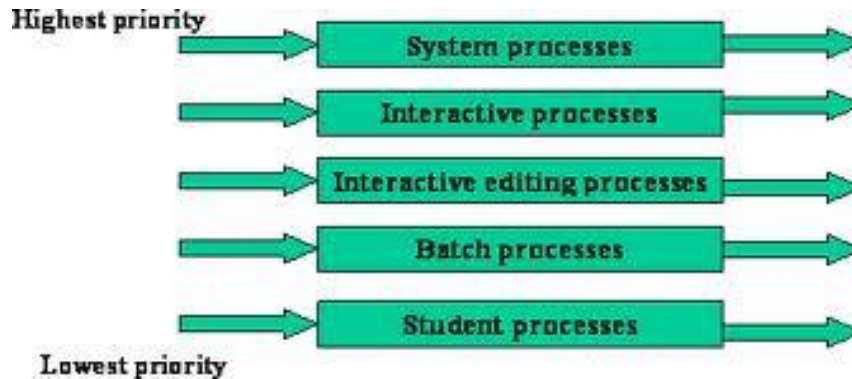 Highest priority
System processes
Interactive processes
Interactive editing processes
Batch processes
Student processes
Lowest priority